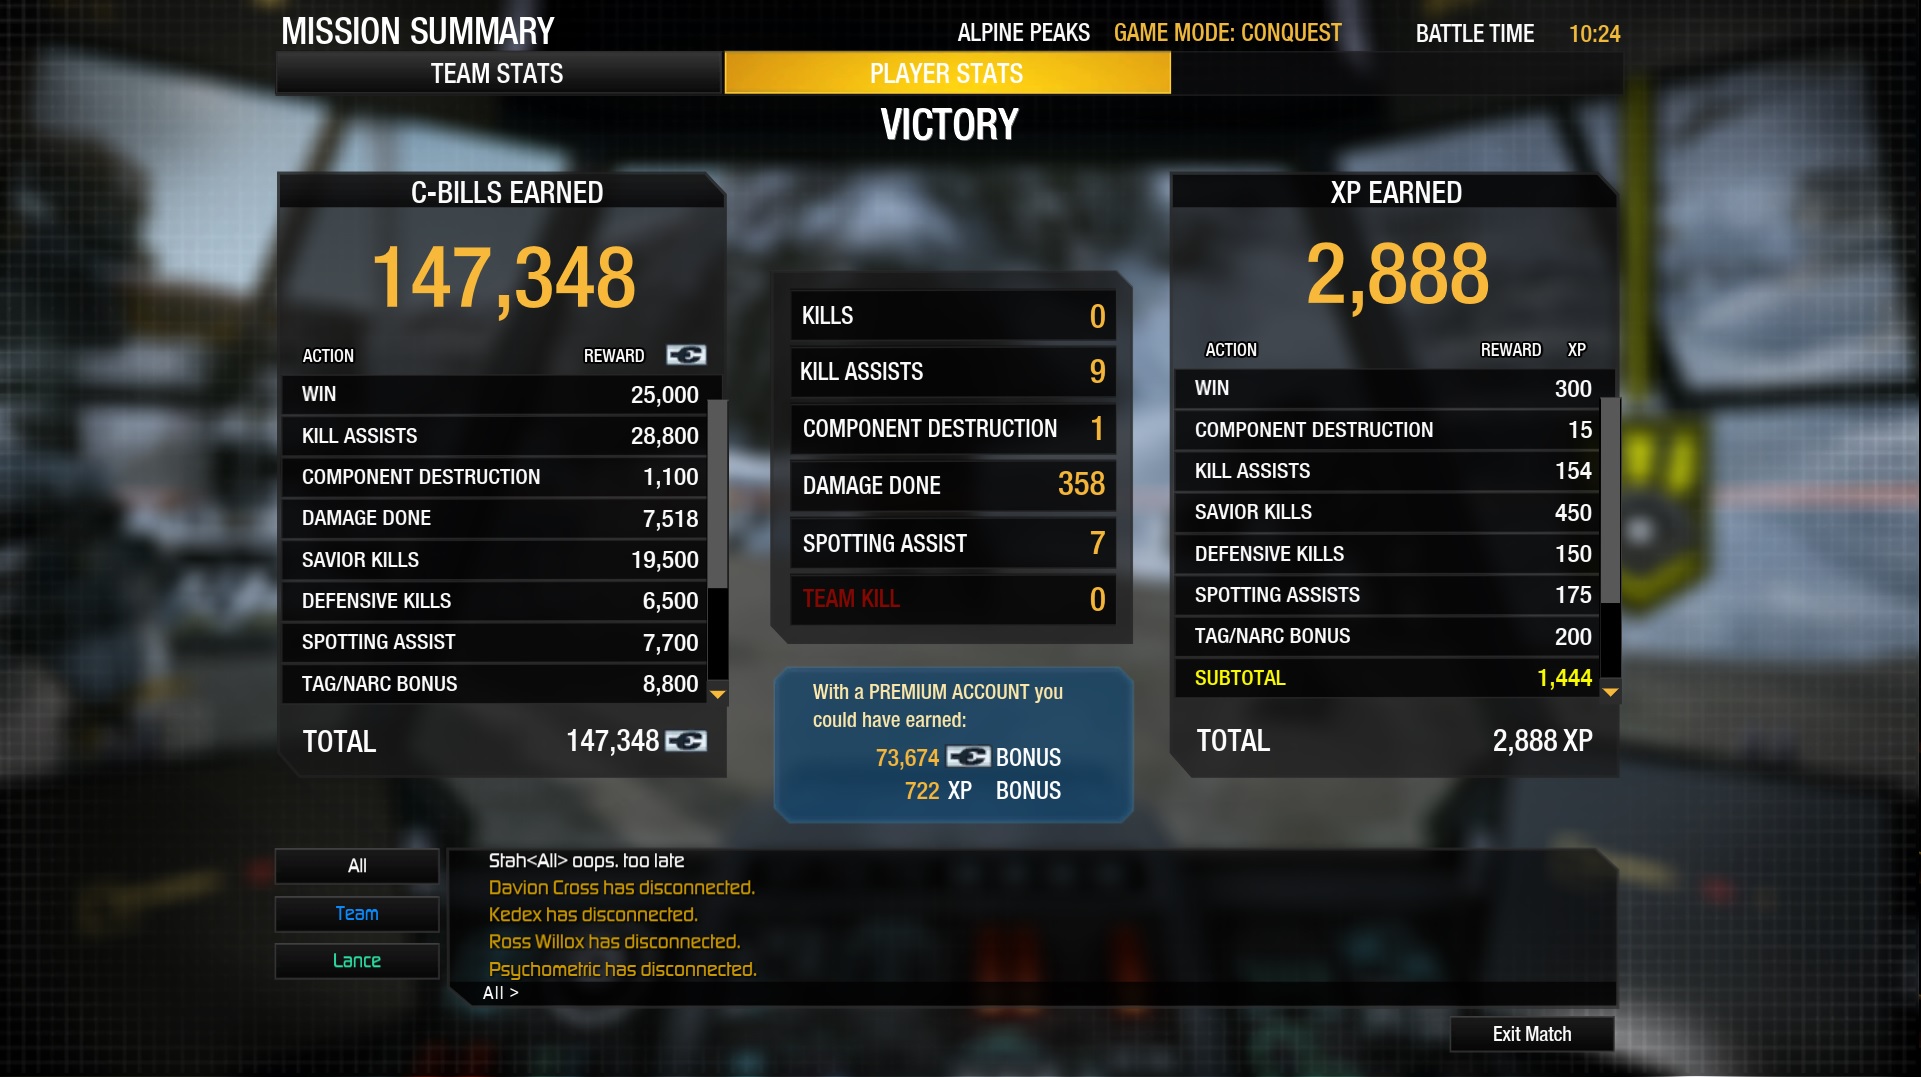 MISSION SUMMARY
ALPINE PEAKS GAME MODE: CONQUEST BATTLE TIME 10:24
TEAM STATS
PLAYER STATS
VICTORY
C-BILLS EARNED
147,348
ACTION REWARD
WIN 25,000
KILL ASSISTS 28,800
COMPONENT DESTRUCTION 1,100
DAMAGE DONE 7,518
SAVIOR KILLS 19,500
DEFENSIVE KILLS 6,500
SPOTTING ASSIST 7,700
TAG/NARC BONUS 8,800
TOTAL 147,348
KILLS 0
KILL ASSISTS 9
COMPONENT DESTRUCTION 1
DAMAGE DONE 358
SPOTTING ASSIST 7
TEAM KILL 0
With a PREMIUM ACCOUNT you
could have earned:
73,674 BONUS
722 XP BONUS
XP EARNED
2,888
ACTION REWARD XP
WIN 300
COMPONENT DESTRUCTION 15
KILL ASSISTS 154
SAVIOR KILLS 450
DEFENSIVE KILLS 150
SPOTTING ASSISTS 175
TAG/NARC BONUS 200
SUBTOTAL 1,444
TOTAL 2,888 XP
All
Team
Lance
Stah<All> oops. too late
Davion Cross has disconnected.
Kedex has disconnected.
Ross Willox has disconnected.
Psychometric has disconnected.
All >
Exit Match